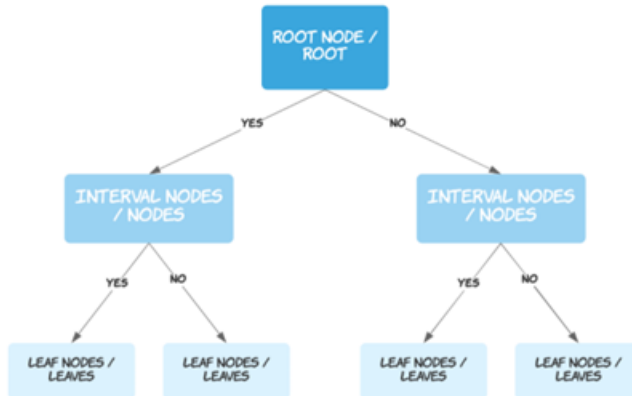 ROOT NODE /
ROOT
YES
NO
INTERVAL NODES
/ NODES
INTERVAL NODES
/ NODES
YES
NO
YES
NO
LEAF NODES /
LEAVES
LEAF NODES /
LEAVES
LEAF NODES /
LEAVES
LEAF NODES /
LEAVES